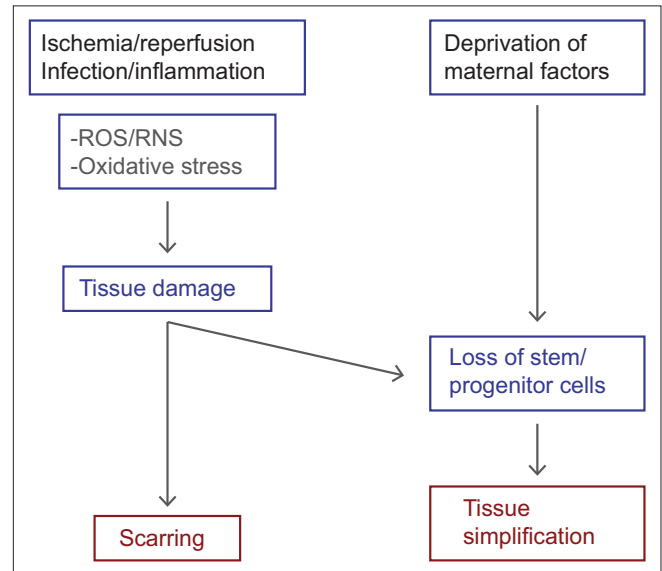 Ischemia/reperfusion
Infection/inflammation
Deprivation of
maternal factors
-ROS/RNS
-Oxidative stress
Tissue damage
Loss of stem/
progenitor cells
Scarring
Tissue
simplification